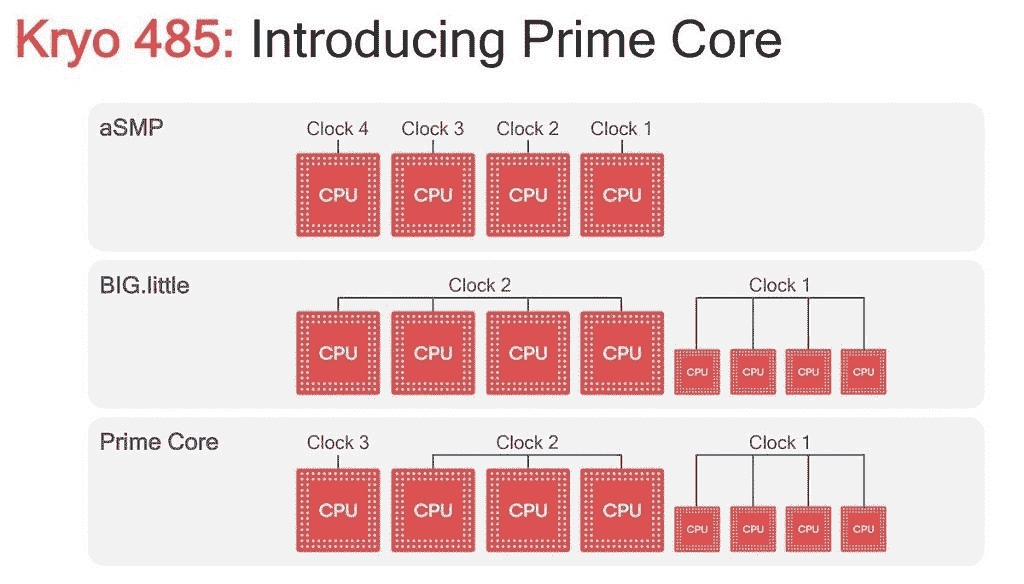 Kryo 485: Introducing Prime Core
aSMP
Clock 4 Clock 3 Clock 2 Clock 1
CPU CPU CPU CPU
BIG.little
Clock 2 Clock 1
CPU CPU CPU CPU CPU CPU CPU CPU
Prime Core
Clock 3 Clock 2 Clock 1
CPU CPU CPU CPU CPU CPU CPU CPU